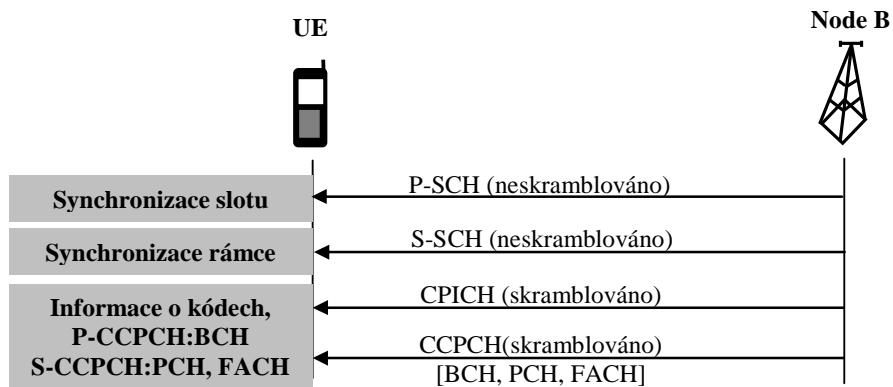 Node B
UE
P-SCH (neskramblováno)
Synchronizace slotu
S-SCH (neskramblováno)
Synchronizace rámce
CPICH (skramblováno)
Informace o kódech,
P-CCPCH:BCH
S-CCPCH:PCH, FACH
CCPCH(skramblováno)
[BCH, PCH, FACH]